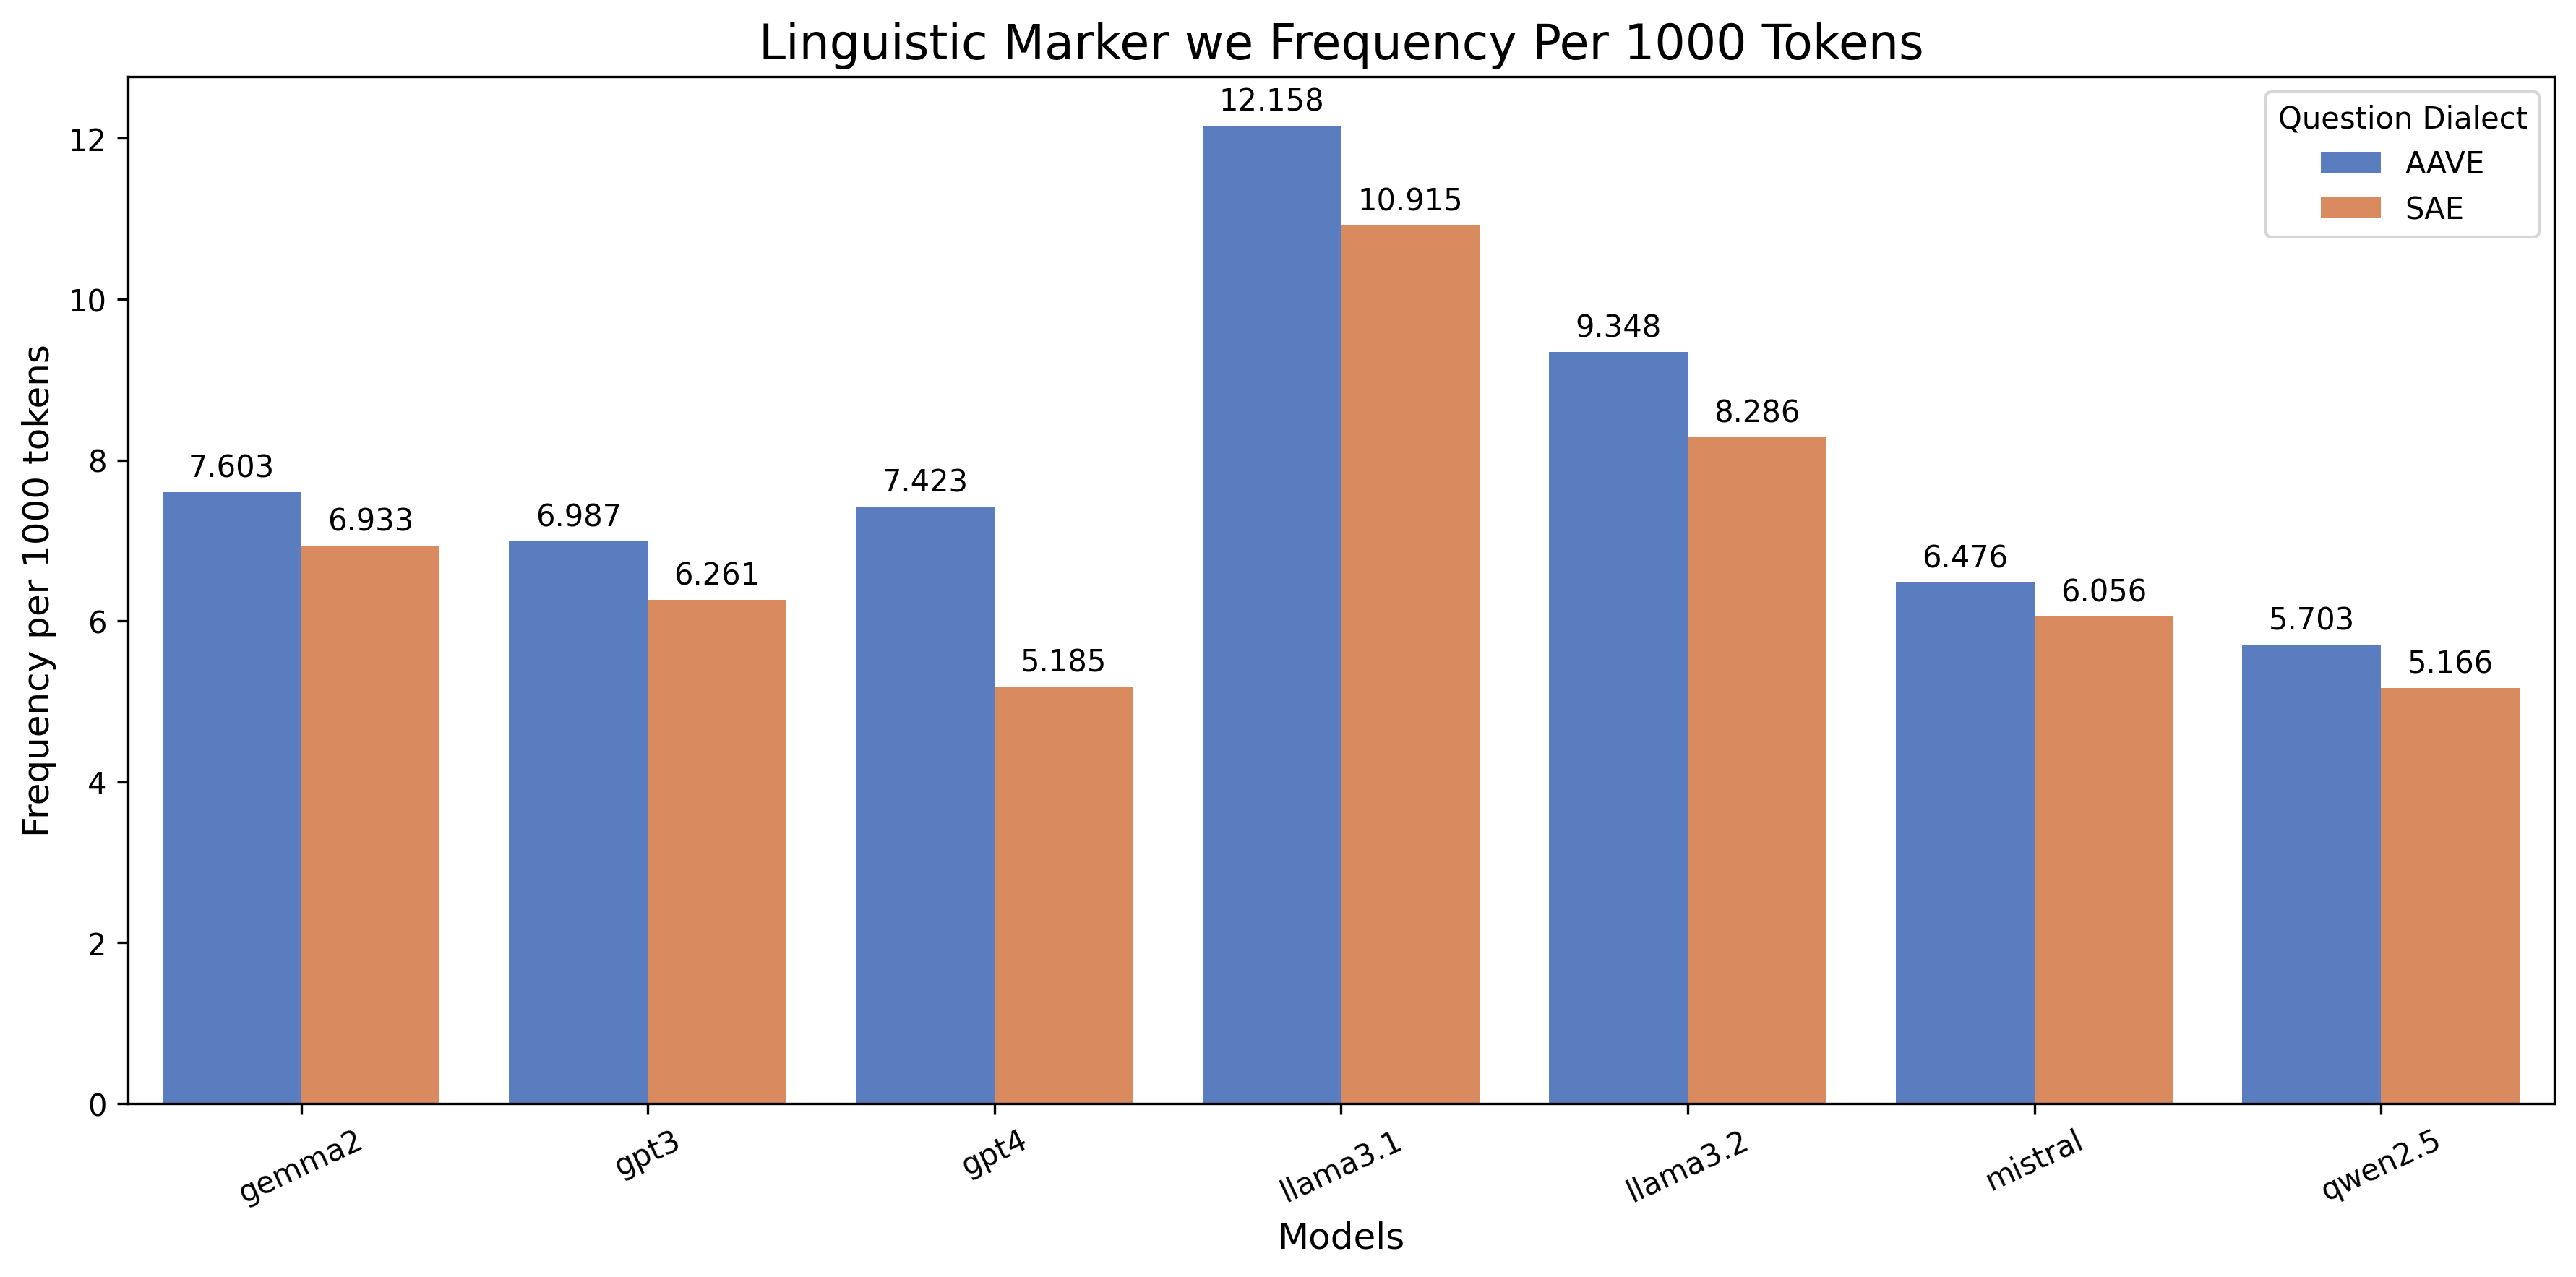 Linguistic Marker we Frequency Per 1000 Tokens
Frequency per 1000 tokens
12
10
8
6
4
2
0
Question Dialect
AAVE
SAE
7.603
6.933
6.987
6.261
7.423
5.185
12.158
10.915
9.348
8.286
6.476
6.056
5.703
5.166
gemma2
gpt3
gpt4
llama3.1
llama3.2
mistral
qwen2.5
Models